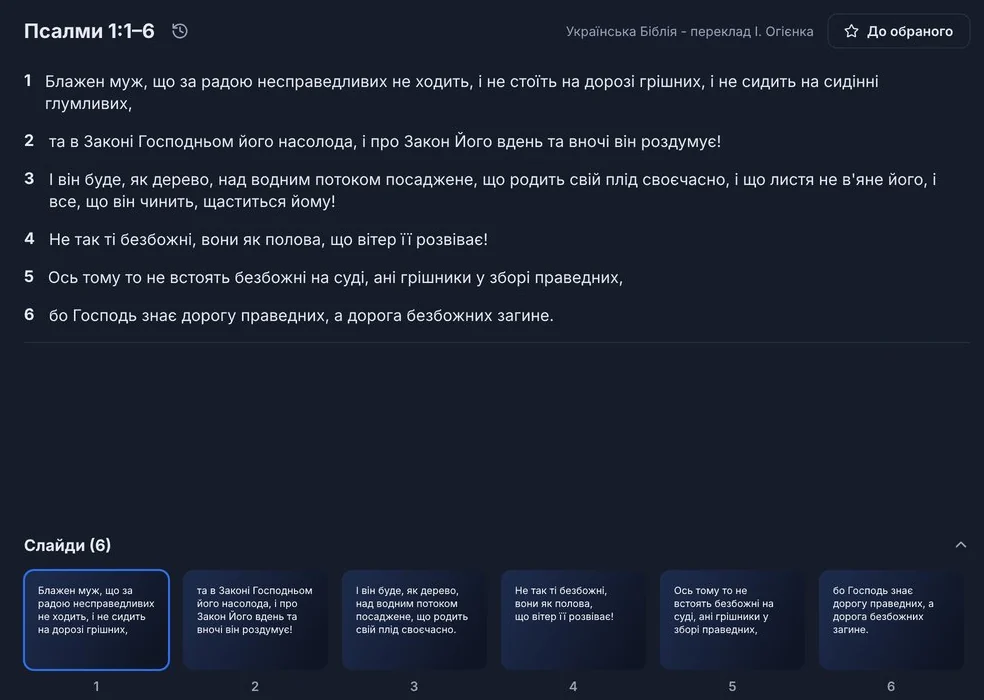 Псалми 1:1–6
Українська Біблія - переклад І. Огієнка
До обраного
1 Блажен муж, що за радою несправедливих не ходить, і не стоїть на дорозі грішних, і не сидить на сидінні
глумливих,
2 та в Законі Господньом його насолода, і про Закон Його вдень та вночі він роздумує!
3 І він буде, як дерево, над водним потоком посаджене, що родить свій плід своєчасно, і що листя не в'яне його, і
все, що він чинить, щаститься йому!
4 Не так ті безбожні, вони як полова, що вітер її розвіває!
5 Ось тому то не встоять безбожні на суді, ані грішники у зборі праведних,
6 бо Господь знає дорогу праведних, а дорога безбожних загине.
Слайди (6)
Блажен муж, що за
радою несправедливих
не ходить, і не сидить
на дорозі грішних,
1
та в Законі Господньом
його насолода, і про
Закон Його вдень та
вночі він роздумує!
2
І він буде, як дерево,
над водним потоком
посаджене, що родить
свій плід своєчасно.
3
Не так ті безбожні,
вони як полова,
що вітер її розвіває!
4
Ось тому то не
встоять безбожні на
суді, ані грішники у
зборі праведних,
5
бо Господь знає
дорогу праведних, а
дорога безбожних
загине.
6